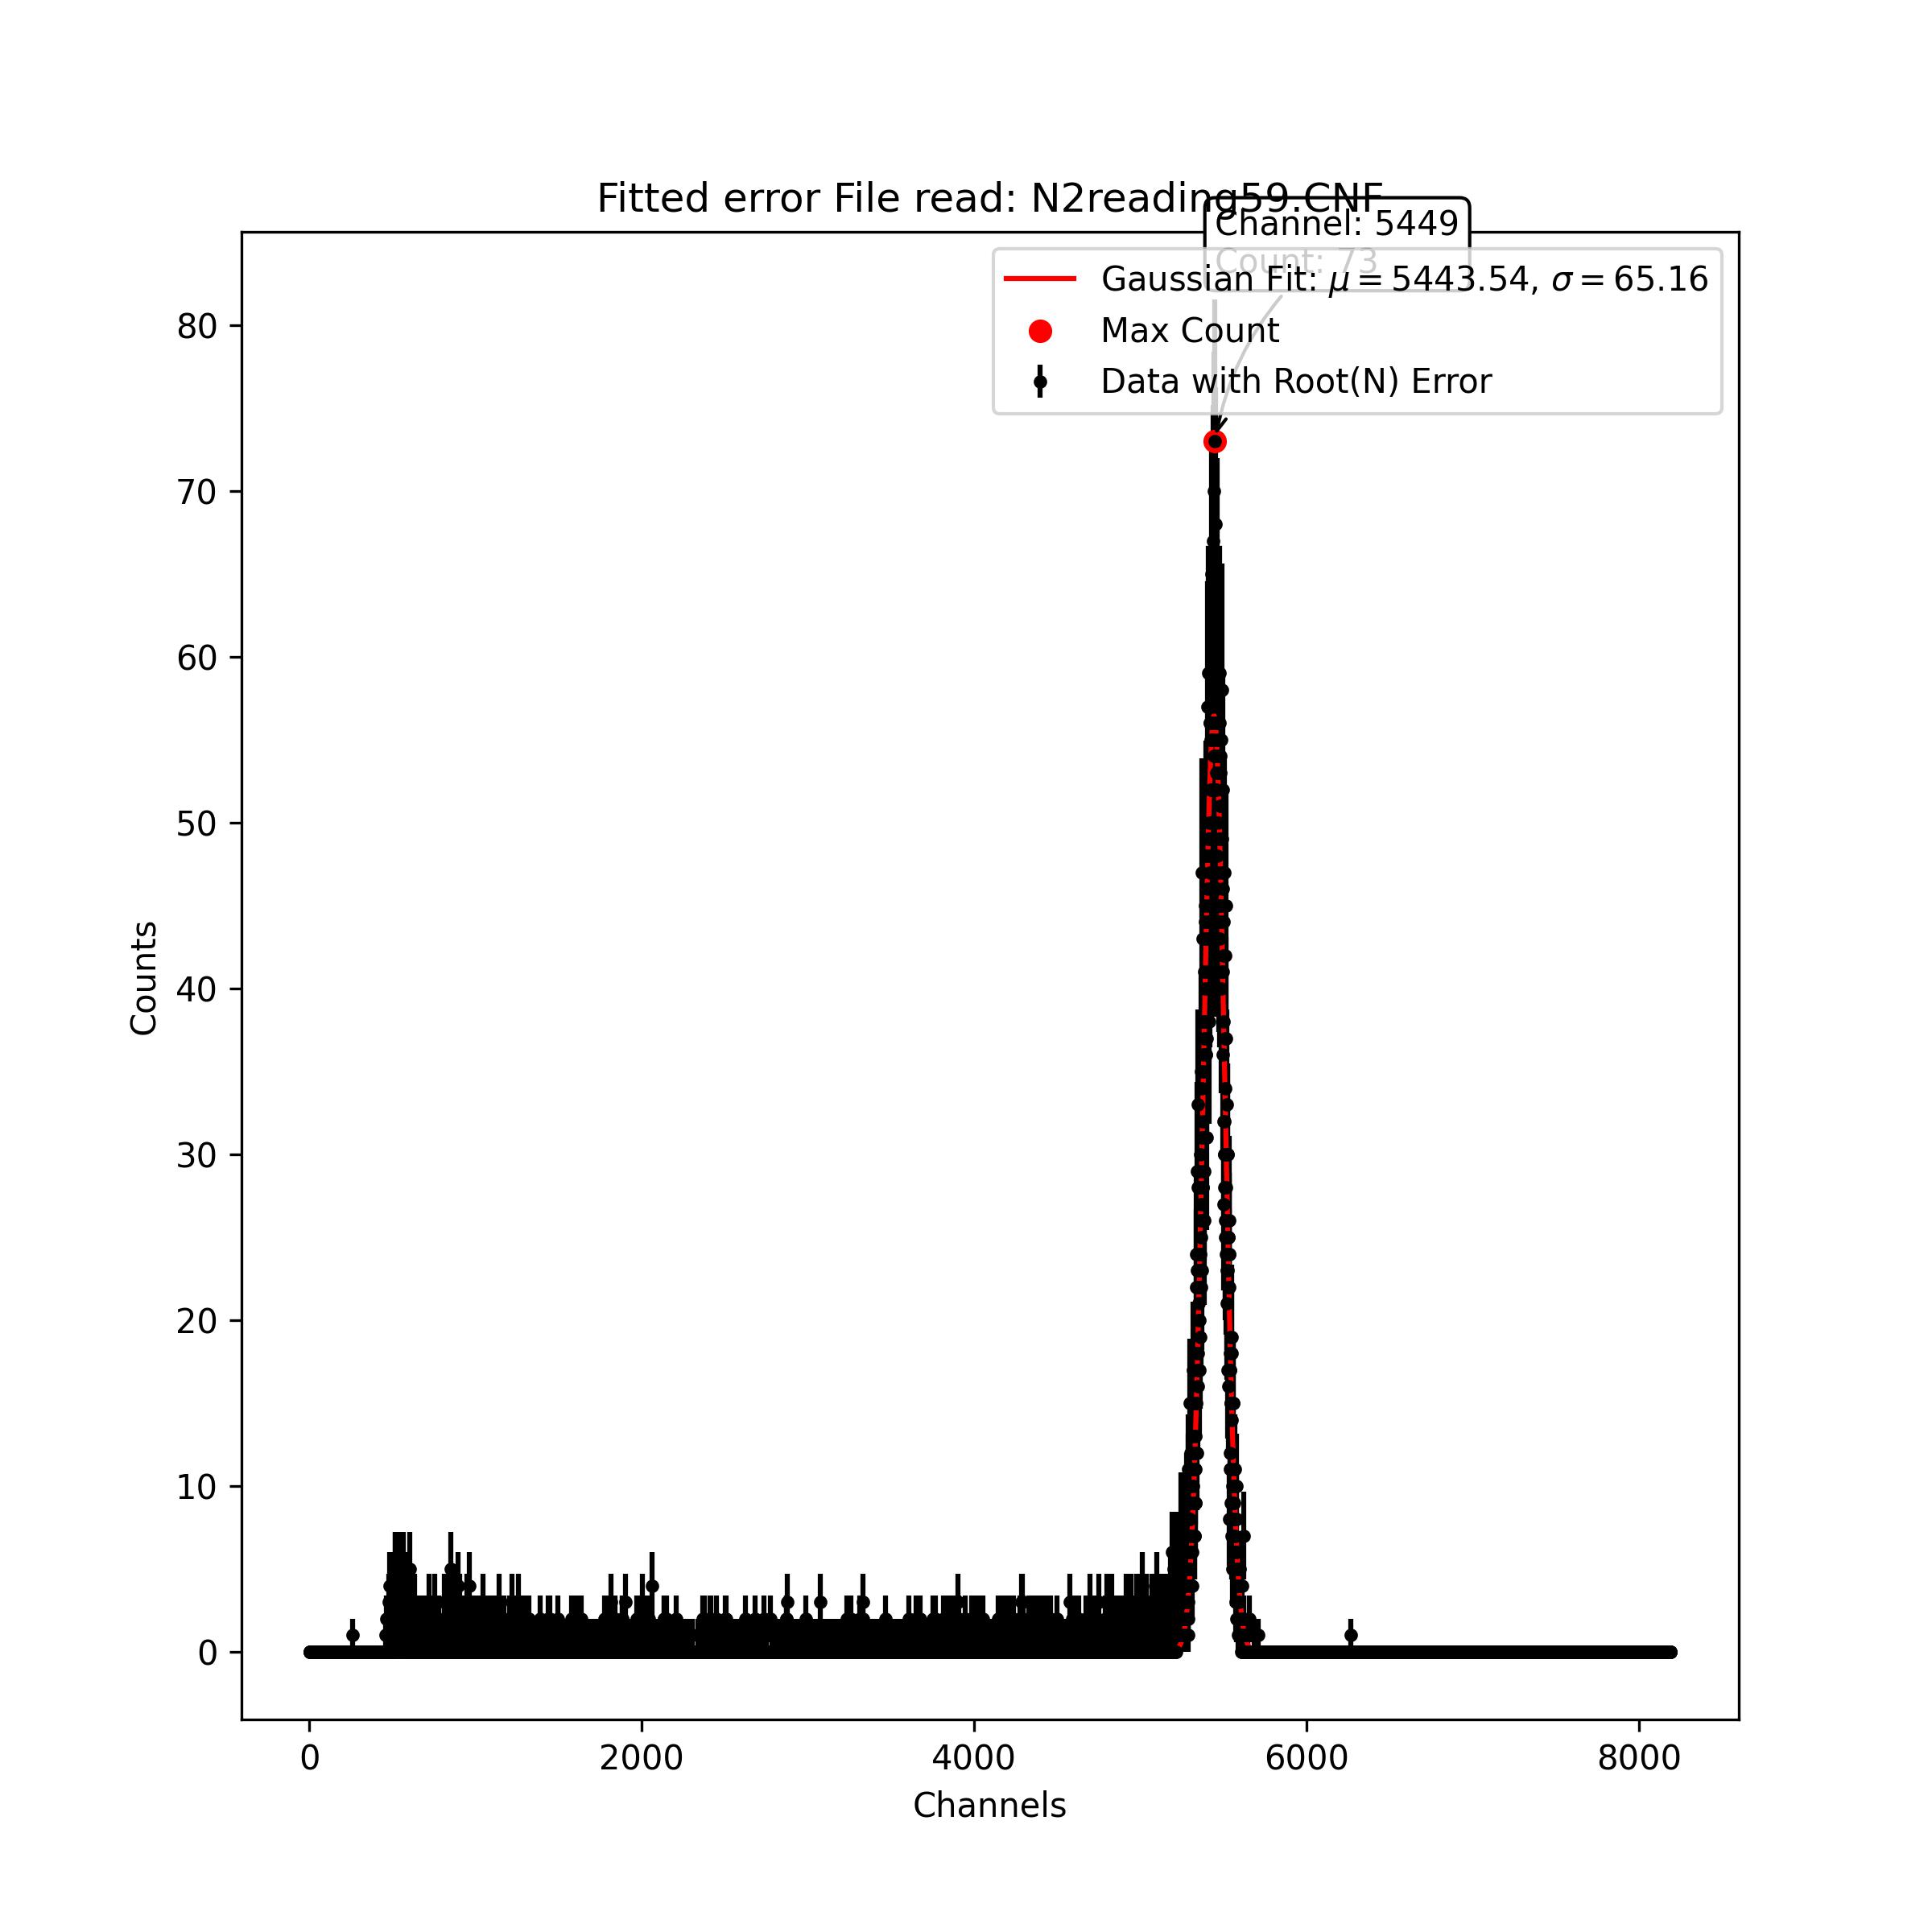 Fitted error File read: N2reading59.CNF
Channel: 5449
Count: 73
Gaussian Fit: μ = 5443.54, σ = 65.16
Max Count
Data with Root(N) Error
80
70
60
50
40
30
20
10
0
Counts
0 2000 4000 6000 8000
Channels